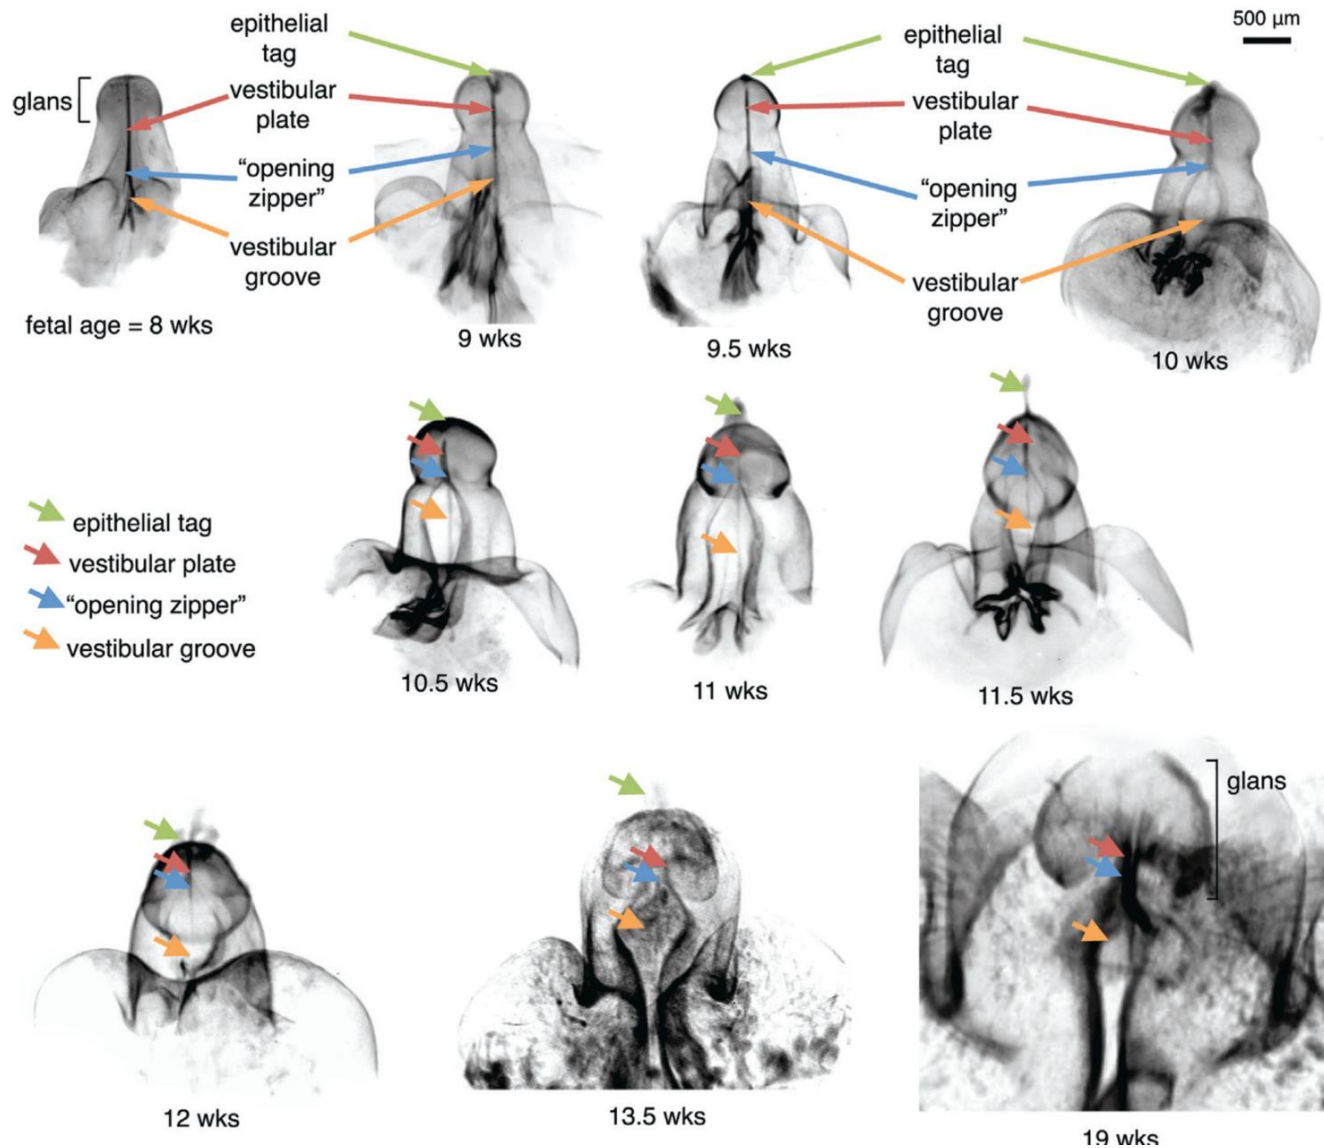 epithelial
tag
glans
vestibular
plate
“opening
zipper”
vestibular
groove
fetal age = 8 wks
9 wks
epithelial
tag
vestibular
plate
“opening
zipper”
vestibular
groove
500 µm
9.5 wks
10 wks
epithelial tag
vestibular plate
“opening zipper”
vestibular groove
10.5 wks
11 wks
11.5 wks
glans
12 wks
13.5 wks
19 wks